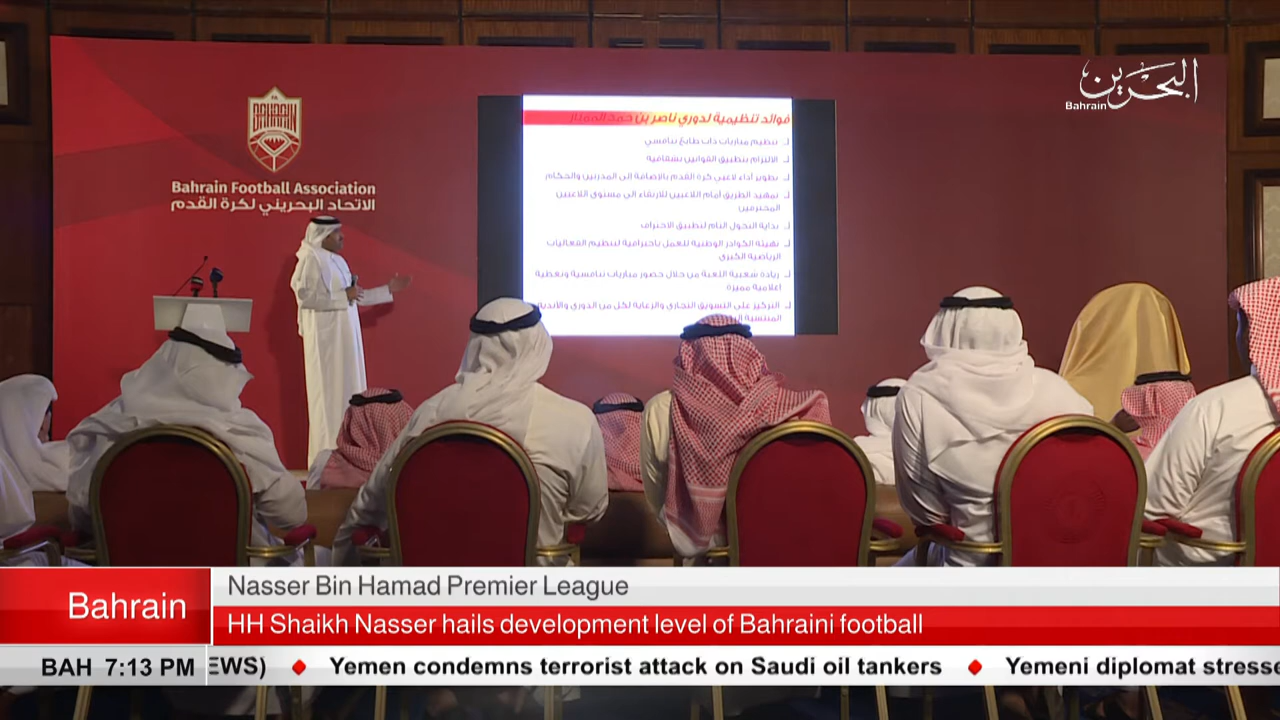 البحرين
Bahrain
BAHRAIN
Bahrain Football Association
الاتحاد البحريني لكرة القدم
فوائد تنظيمية لدوري ناصر بن حمد الممتاز
تنظيم مباريات ذات طابع تنافسي
الالتزام بتطبيق القوانين بشفافية
تطوير أداء لاعبي كرة القدم بالإضافة إلى المدربين والحكام
تمهيد الطريق أمام اللاعبين للارتقاء إلى مستوى اللاعبين
المحترفين
بداية التحول التام لتطبيق الاحتراف
تهيئة الكوادر الوطنية للعمل باحترافية لتنظيم الفعاليات
الرياضية الكبرى
زيادة شعبية اللعبة من خلال حضور مباريات تنافسية وتغطية
اعلامية مميزة
التركيز على التسويق التجاري والرعاية لكل من الدوري والأندية
المنتسبة
Bahrain
Nasser Bin Hamad Premier League
HH Shaikh Nasser hails development level of Bahraini football
BAH 7:13 PM EWS) Yemen condemns terrorist attack on Saudi oil tankers Yemeni diplomat stresse